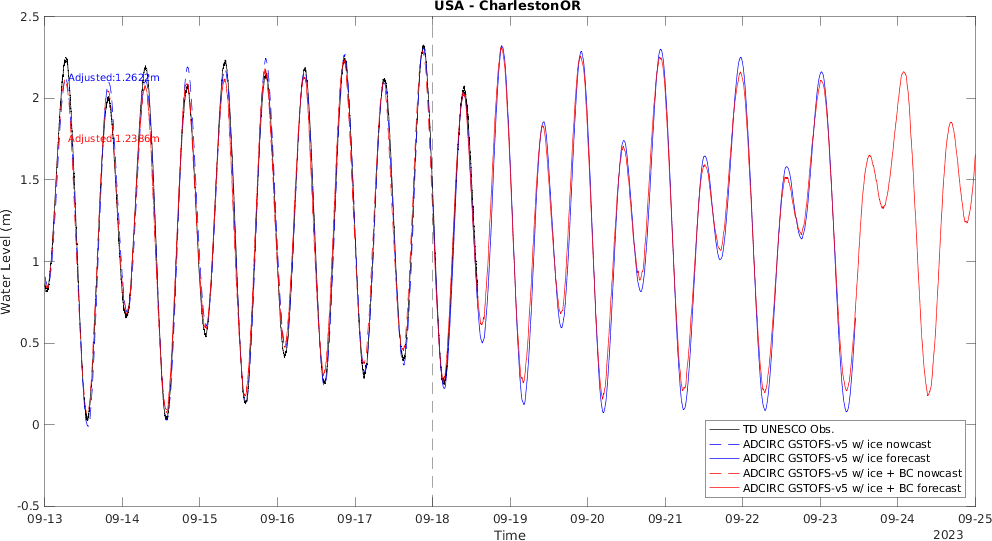 USA - CharlestonOR
2.5
2
1.5
1
0.5
0
-0.5
Water Level (m)
Adjusted:1.2622m
Adjusted:1.2386m
TD UNESCO Obs.
ADCIRC GSTOFS-v5 w/ ice nowcast
ADCIRC GSTOFS-v5 w/ ice forecast
ADCIRC GSTOFS-v5 w/ ice + BC nowcast
ADCIRC GSTOFS-v5 w/ ice + BC forecast
09-13 09-14 09-15 09-16 09-17 09-18 09-19 09-20 09-21 09-22 09-23 09-24 09-25
Time
2023